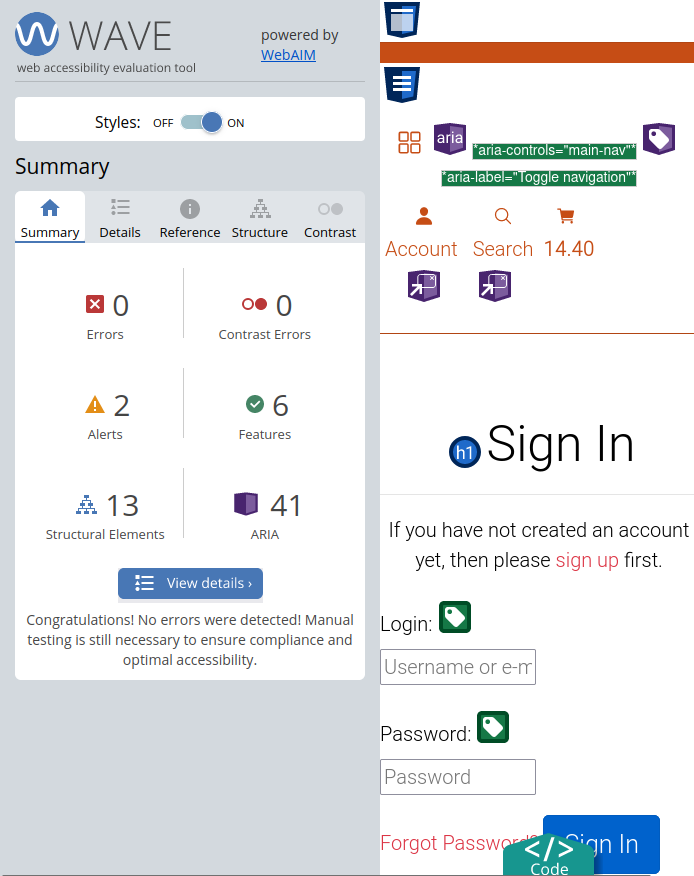 WAVE
web accessibility evaluation tool
powered by
WebAIM
Styles: OFF ON
Summary
Summary Details Reference Structure Contrast
0 0
Errors Contrast Errors
2 6
Alerts Features
13 41
Structural Elements ARIA
View details ›
Congratulations! No errors were detected! Manual
testing is still necessary to ensure compliance and
optimal accessibility.
aria *aria-controls="main-nav"*
*aria-label="Toggle navigation"*
Account Search 14.40
h1 Sign In
If you have not created an account
yet, then please sign up first.
Login:
Username or e-m
Password:
Password
Forgot Password? Sign In
</> 
Code